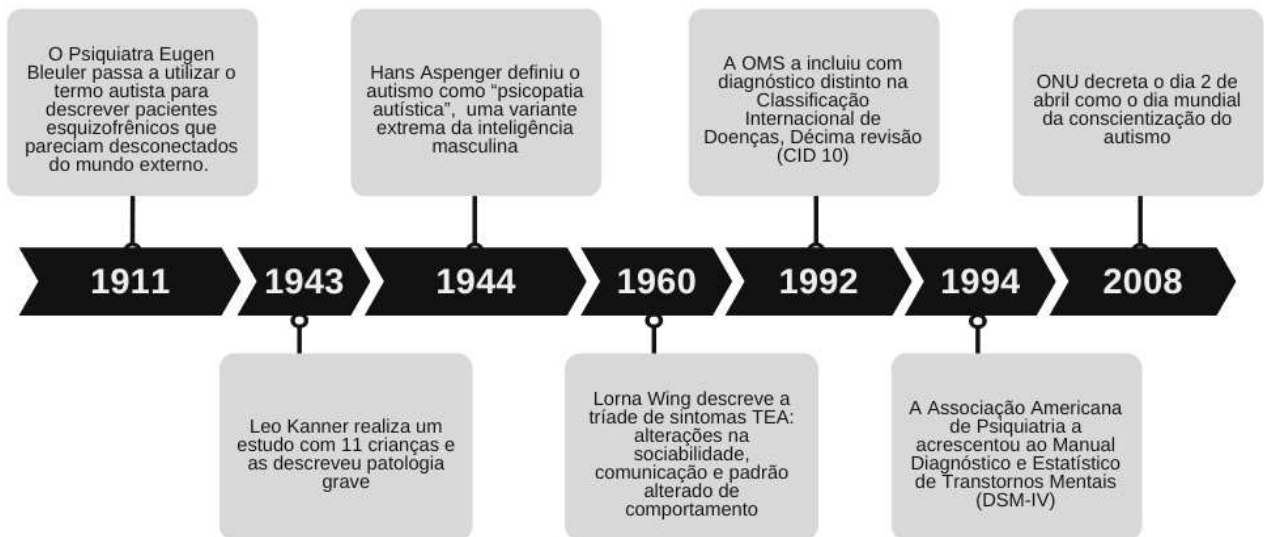 O Psiquiatra Eugen
Bleuler passa a utilizar o
termo autista para
descrever pacientes
esquizofrênicos que
pareciam desconectados
do mundo externo.
Hans Aspenger definiu o
autismo como “psicopatia
autística”,  uma variante
extrema da inteligência
masculina
A OMS a incluiu com
diagnóstico distinto na
Classificação
Internacional de
Doenças, Décima revisão
(CID 10)
ONU decreta o dia 2 de
abril como o dia mundial
da conscientização do
autismo
1911 1943 1944 1960 1992 1994 2008
Leo Kanner realiza um
estudo com 11 crianças e
as descreveu patologia
grave
Lorna Wing descreve a
tríade de sintomas TEA:
alterações na
sociabilidade,
comunicação e padrão
alterado de
comportamento
A Associação Americana
de Psiquiatria a
acrescentou ao Manual
Diagnóstico e Estatístico
de Transtornos Mentais
(DSM-IV)